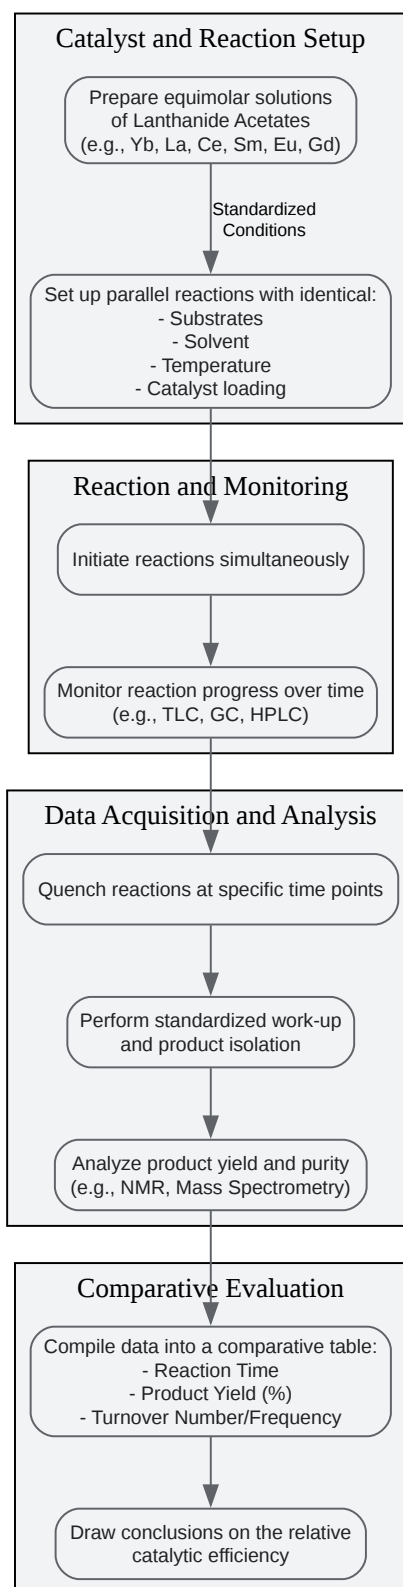 Catalyst and Reaction Setup
Prepare equimolar solutions
of Lanthanide Acetates
(e.g., Yb, La, Ce, Sm, Eu, Gd)
Standardized
Conditions
Set up parallel reactions with identical:
- Substrates
- Solvent
- Temperature
- Catalyst loading
Reaction and Monitoring
Initiate reactions simultaneously
Monitor reaction progress over time
(e.g., TLC, GC, HPLC)
Data Acquisition and Analysis
Quench reactions at specific time points
Perform standardized work-up
and product isolation
Analyze product yield and purity
(e.g., NMR, Mass Spectrometry)
Comparative Evaluation
Compile data into a comparative table:
- Reaction Time
- Product Yield (%)
- Turnover Number/Frequency
Draw conclusions on the relative
catalytic efficiency